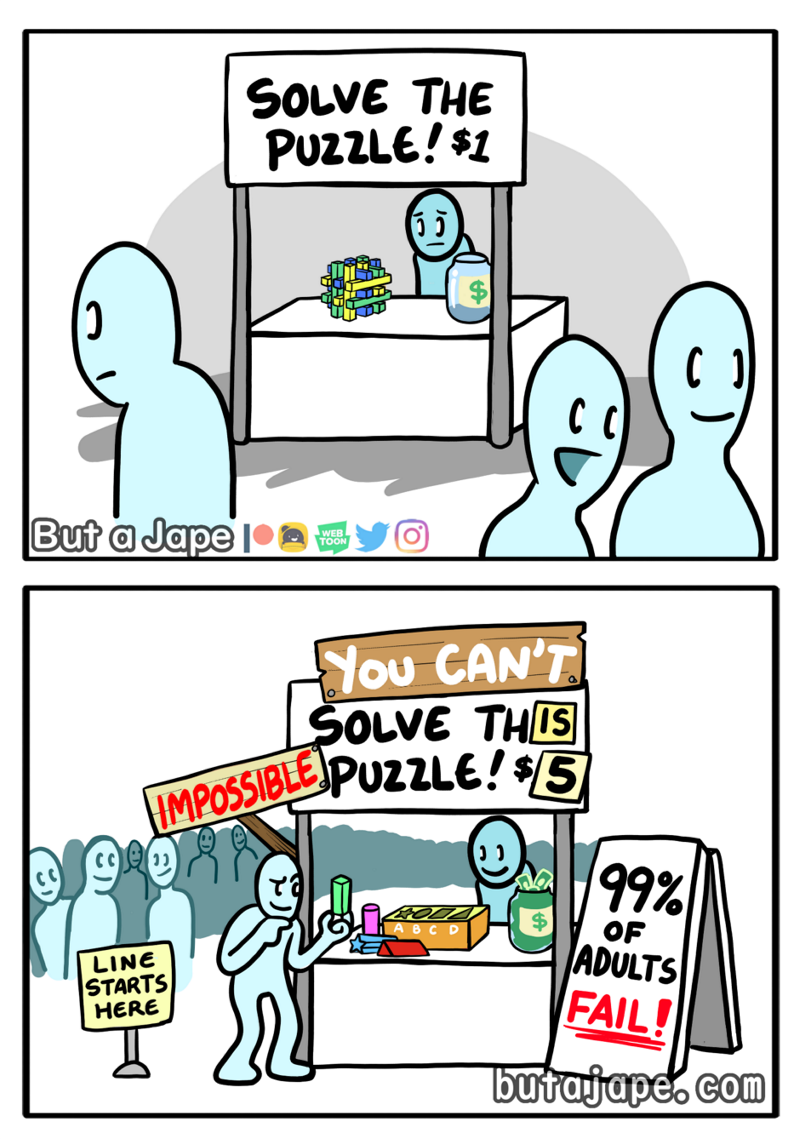 SOLVE THE
PUZZLE! $1
$
But a Jape
WEB
TOON
YOU CAN'T
SOLVE THIS
IMPOSSIBLE PUZZLE! $5
A B C D
$
99%
OF
ADULTS
FAIL!
LINE
STARTS
HERE
butajape.com